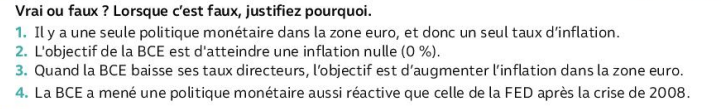 Vrai ou faux ? Lorsque c’est faux, justifiez pourquoi.
1. Il y a une seule politique monétaire dans la zone euro, et donc un seul taux d’inflation.
2. L'objectif de la BCE est d'atteindre une inflation nulle (0 %).
3. Quand la BCE baisse ses taux directeurs, l’objectif est d’augmenter l’inflation dans la zone euro.
4. La BCE a mené une politique monétaire aussi réactive que celle de la FED après la crise de 2008.